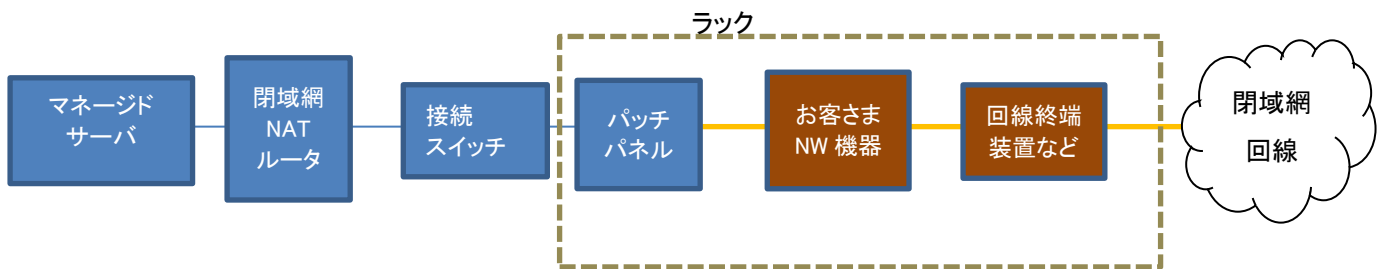 ラック
マネージド
サーバ
閉域網
NAT
ルータ
接続
スイッチ
パッチ
パネル
お客さま
NW 機器
回線終端
装置など
閉域網
回線